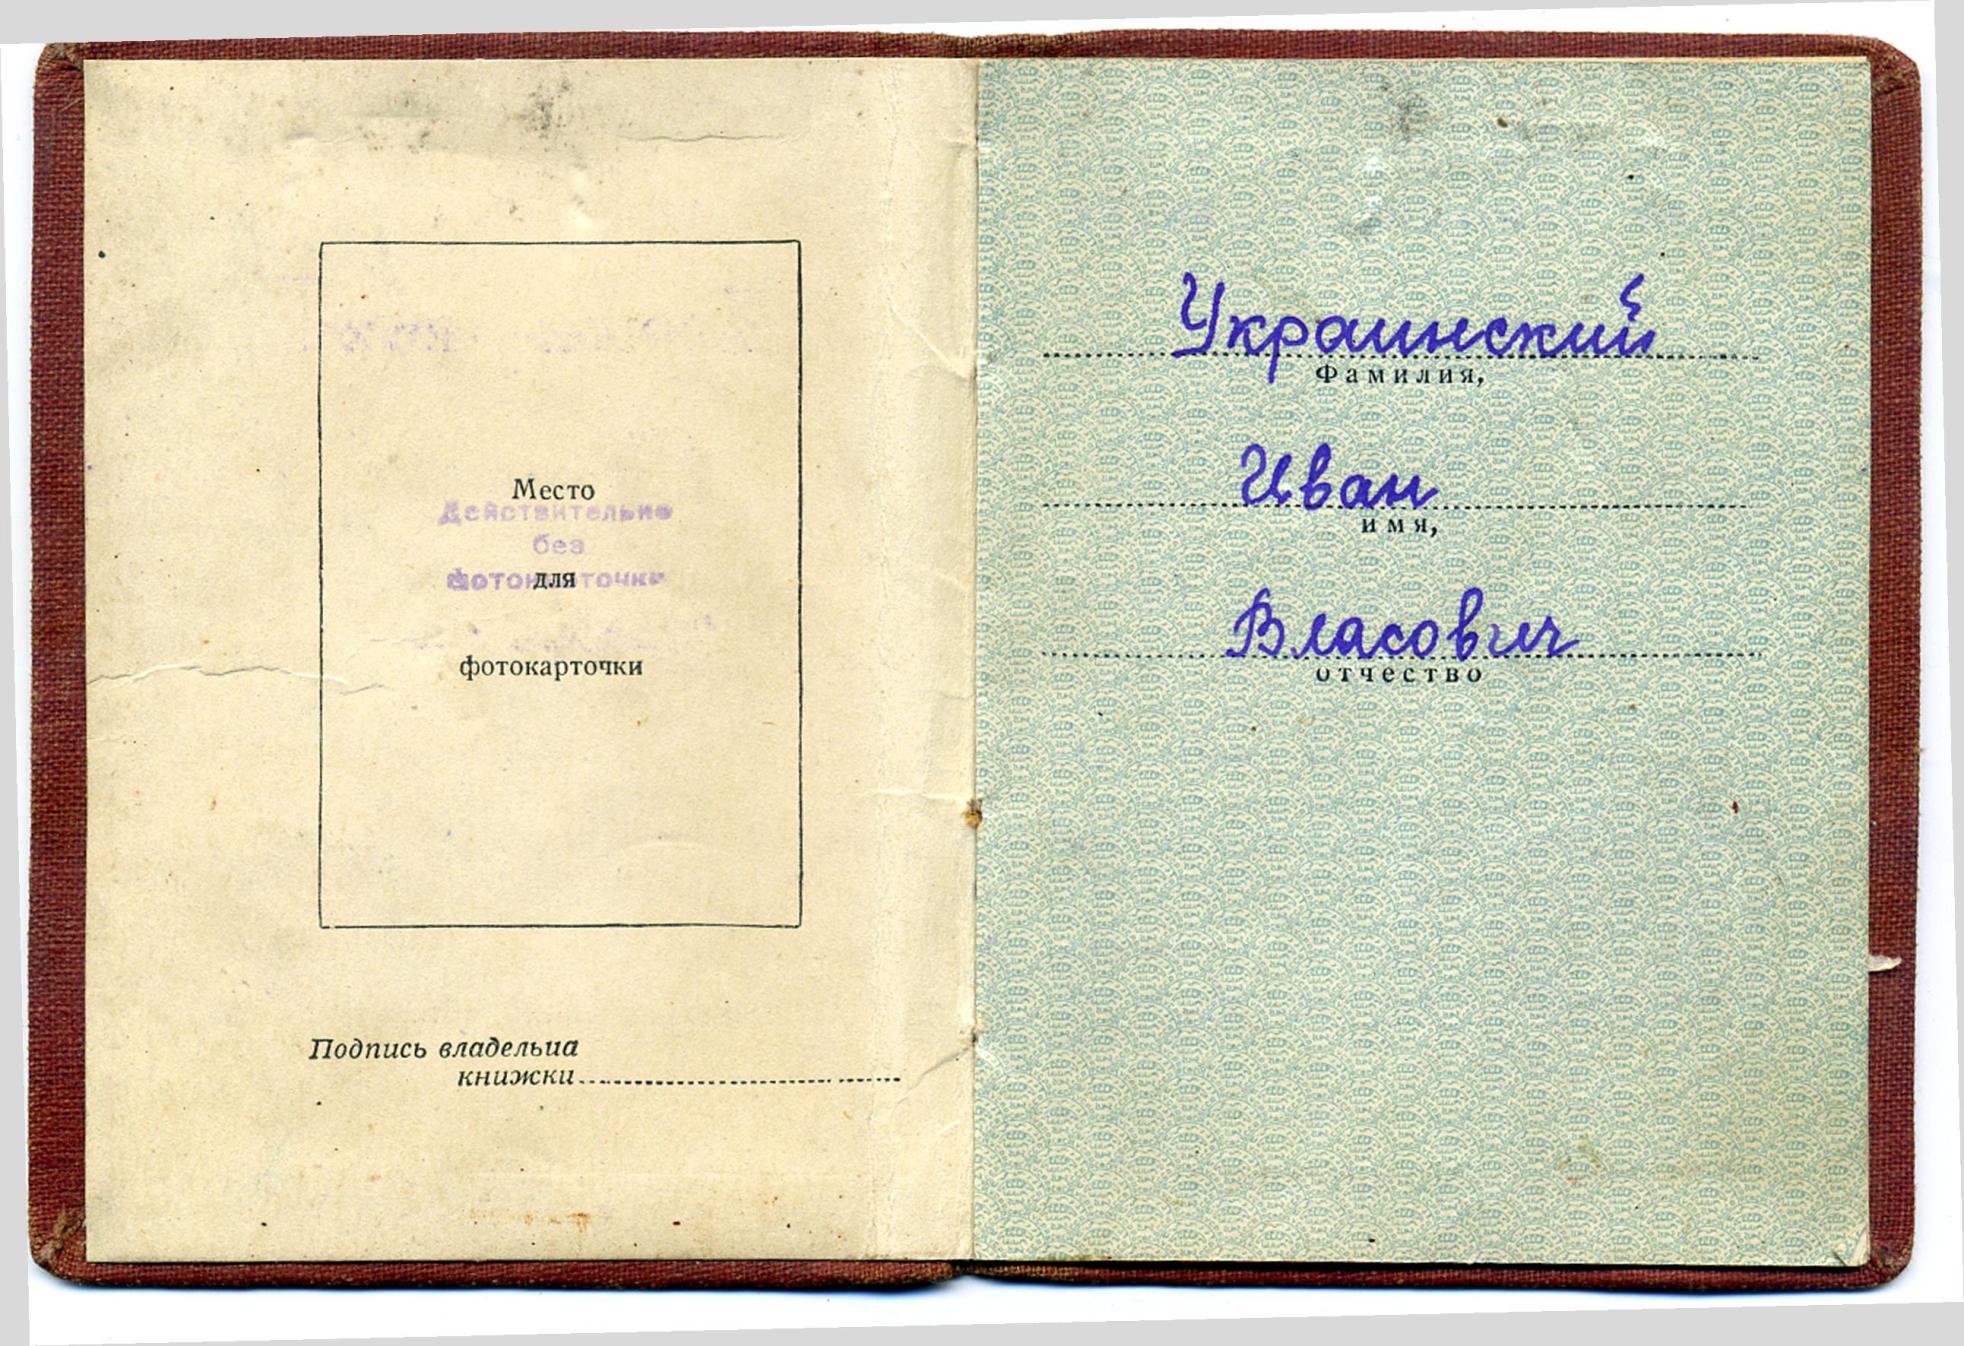 Место
Действительно
без
фотокарточки
для
фотокарточки
Подпись владельца
книжки
Украинский
Фамилия,
Иван
имя,
Власович
отчество